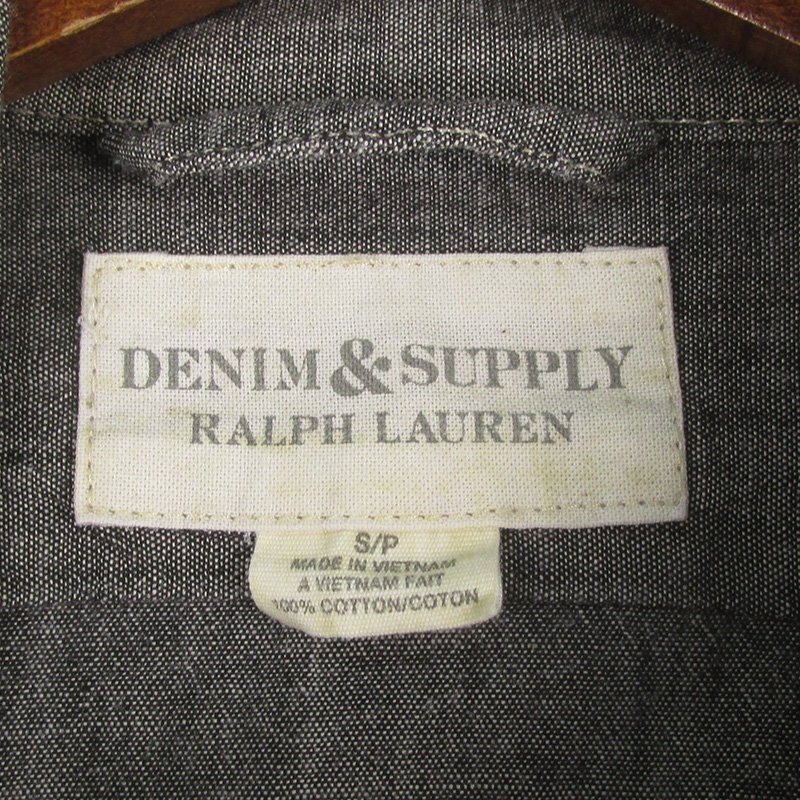 DENIM & SUPPLY
RALPH LAUREN
S/P
MADE IN VIETNAM
A VIETNAM FAIT
100% COTTON/COTON